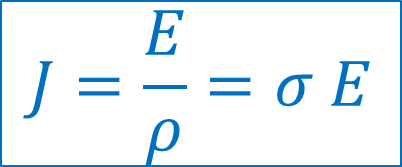 J = E/ρ = σ E